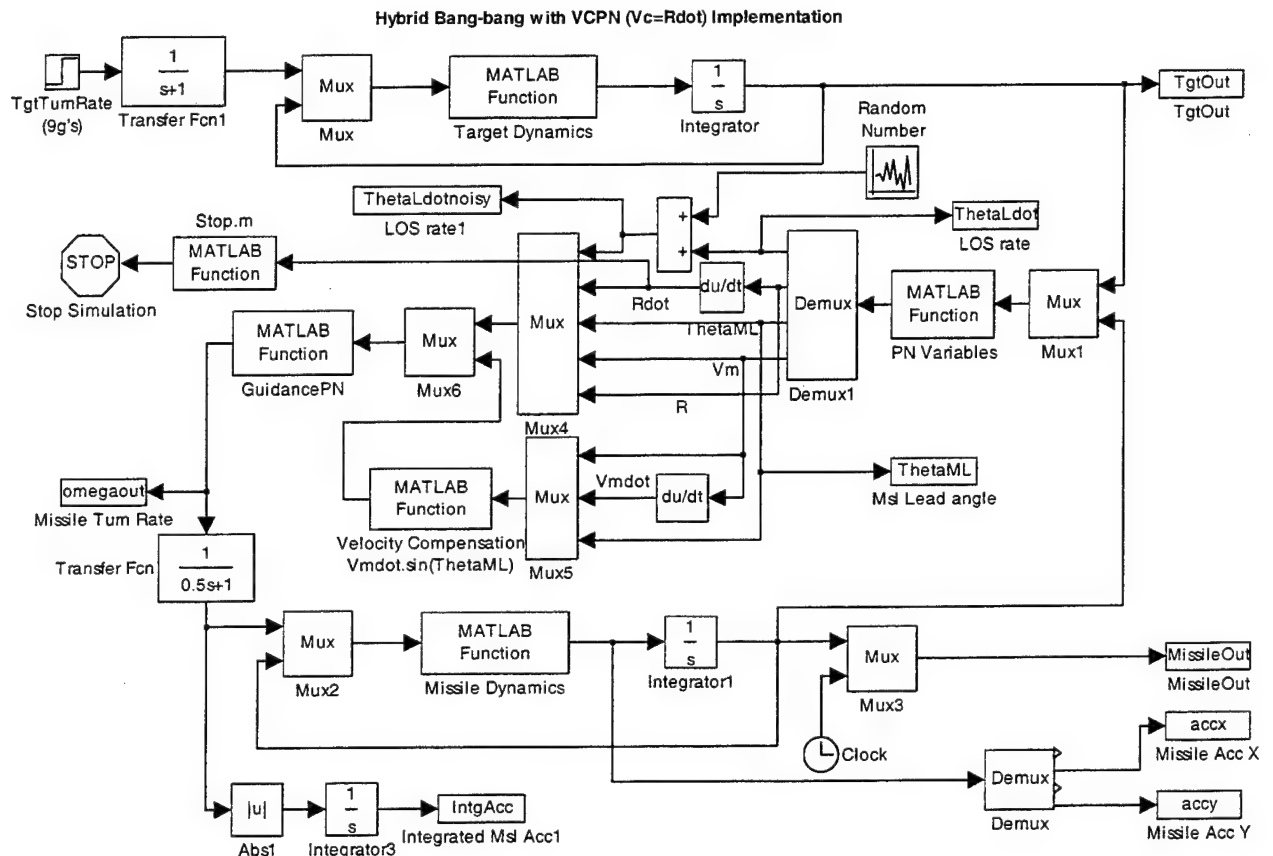 Hybrid Bang-bang with VCPN (Vc=Rdot) Implementation
TgtTurnRate
(9g's)
1
s+1
Transfer Fcn1
Mux
Mux
MATLAB
Function
Target Dynamics
1
s
Integrator
TgtOut
TgtOut
Random
Number
ThetaLdotnoisy
LOS rate1
+
+
ThetaLdot
LOS rate
Stop.m
MATLAB
Function
STOP
Stop Simulation
Rdot
du/dt
ThetaML
Vm
R
Mux
Mux4
Demux
Demux1
MATLAB
Function
PN Variables
Mux
Mux1
MATLAB
Function
GuidancePN
Mux
Mux6
omegaout
Missile Turn Rate
MATLAB
Function
Velocity Compensation
Vmdot.sin(ThetaML)
Mux
Mux5
Vmdot
du/dt
ThetaML
Msl Lead angle
Transfer Fcn
1
0.5s+1
Mux
Mux2
MATLAB
Function
Missile Dynamics
1
s
Integrator1
Mux
Mux3
Clock
MissileOut
MissileOut
accx
Missile Acc X
Demux
Demux
accy
Missile Acc Y
|u|
Abs1
1
s
Integrator3
IntgAcc
Integrated Msl Acc1